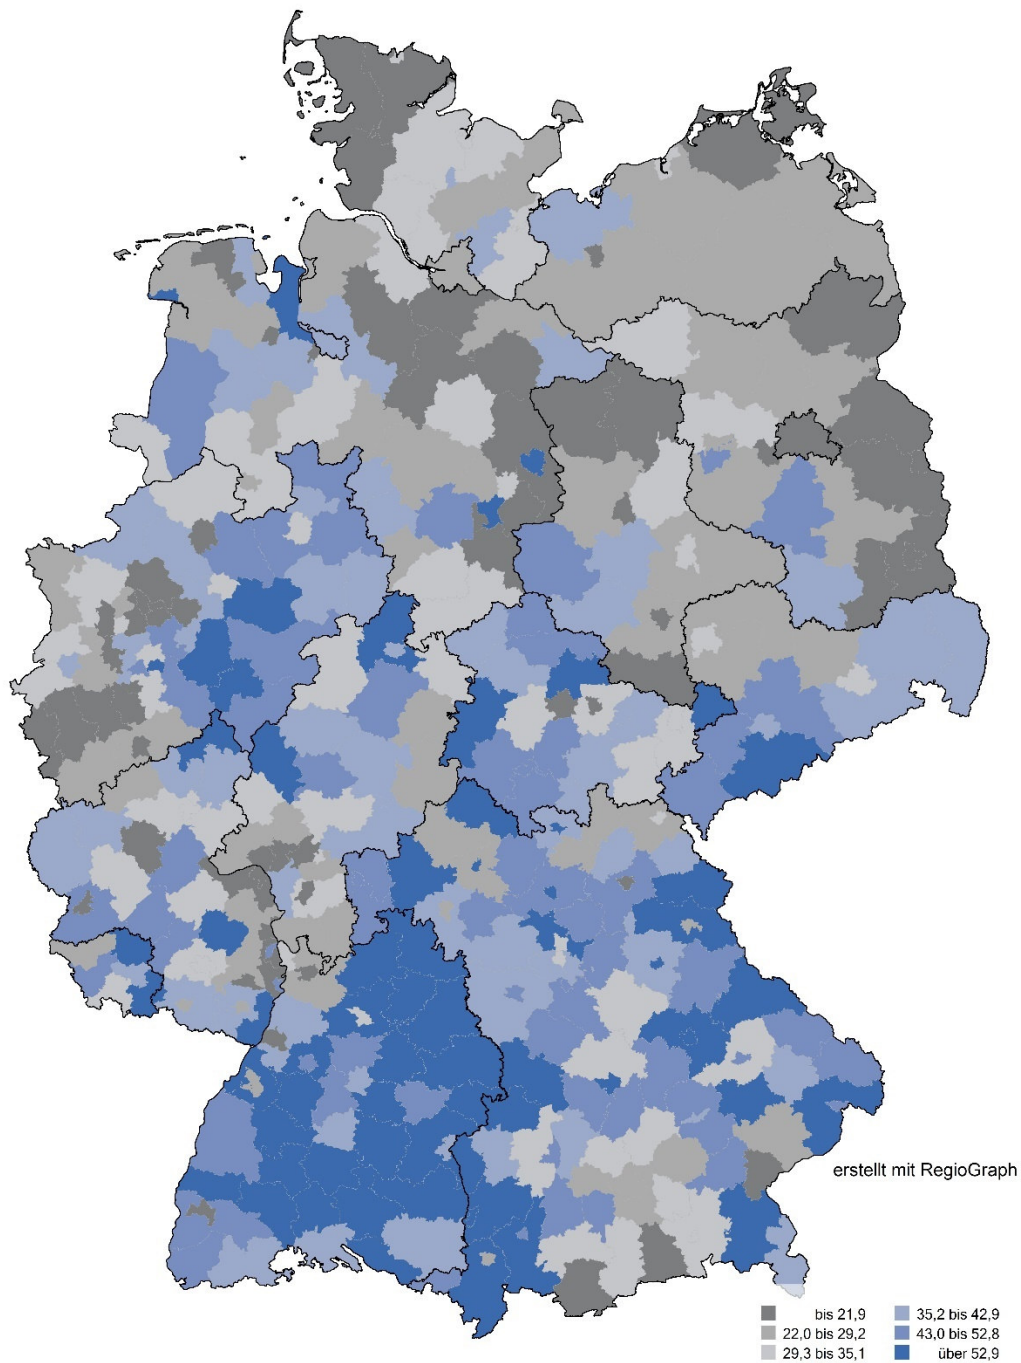 erstellt mit RegioGraph
bis 21,9
22,0 bis 29,2
29,3 bis 35,1
35,2 bis 42,9
43,0 bis 52,8
über 52,9